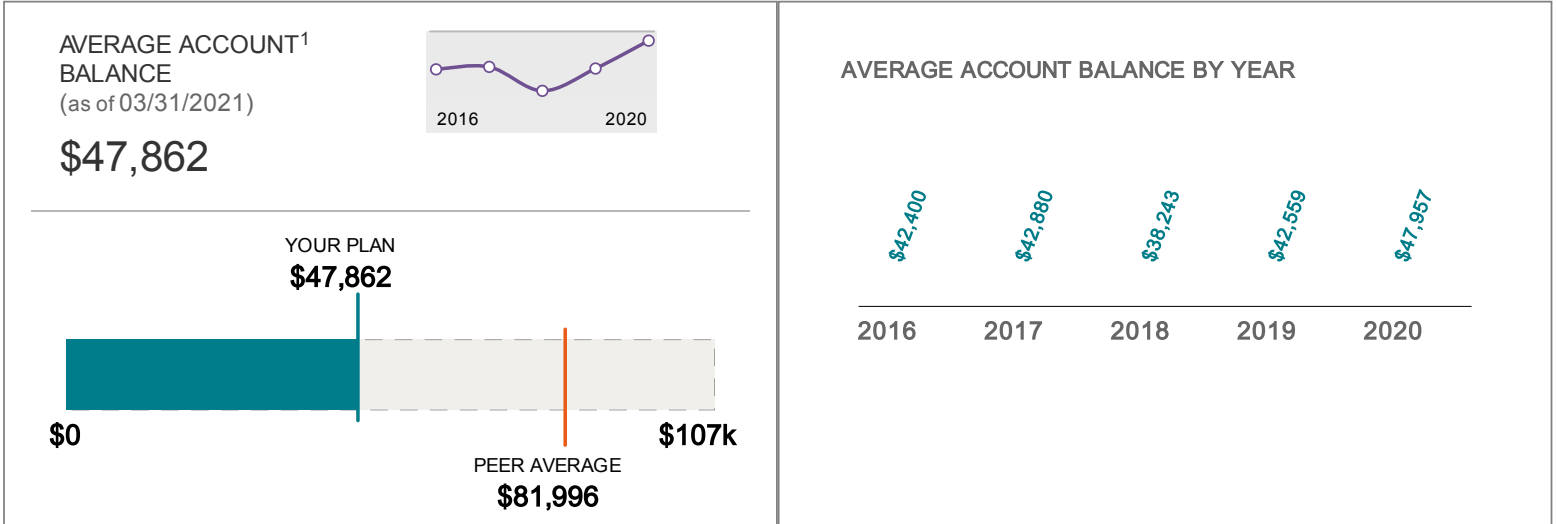 AVERAGE ACCOUNT1
BALANCE
(as of 03/31/2021)
$47,862
2016 2020
YOUR PLAN
$47,862
$0 $107k
PEER AVERAGE
$81,996
AVERAGE ACCOUNT BALANCE BY YEAR
$42,400 $42,880 $38,243 $42,559 $47,957
2016 2017 2018 2019 2020